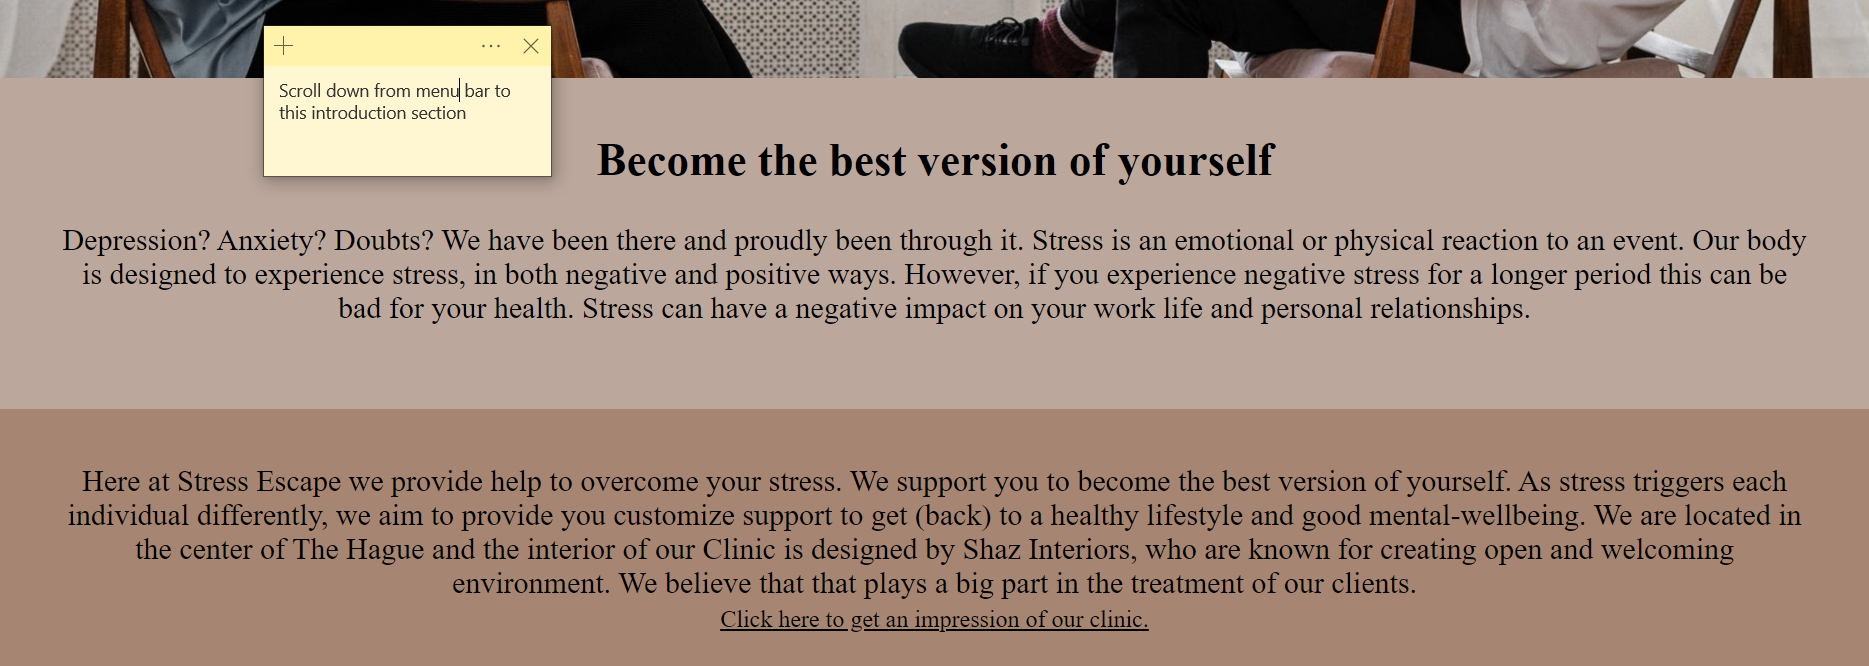 Scroll down from menu bar to
this introduction section
Become the best version of yourself
Depression? Anxiety? Doubts? We have been there and proudly been through it. Stress is an emotional or physical reaction to an event. Our body
is designed to experience stress, in both negative and positive ways. However, if you experience negative stress for a longer period this can be
bad for your health. Stress can have a negative impact on your work life and personal relationships.
Here at Stress Escape we provide help to overcome your stress. We support you to become the best version of yourself. As stress triggers each
individual differently, we aim to provide you customize support to get (back) to a healthy lifestyle and good mental-wellbeing. We are located in
the center of The Hague and the interior of our Clinic is designed by Shaz Interiors, who are known for creating open and welcoming
environment. We believe that that plays a big part in the treatment of our clients.
Click here to get an impression of our clinic.